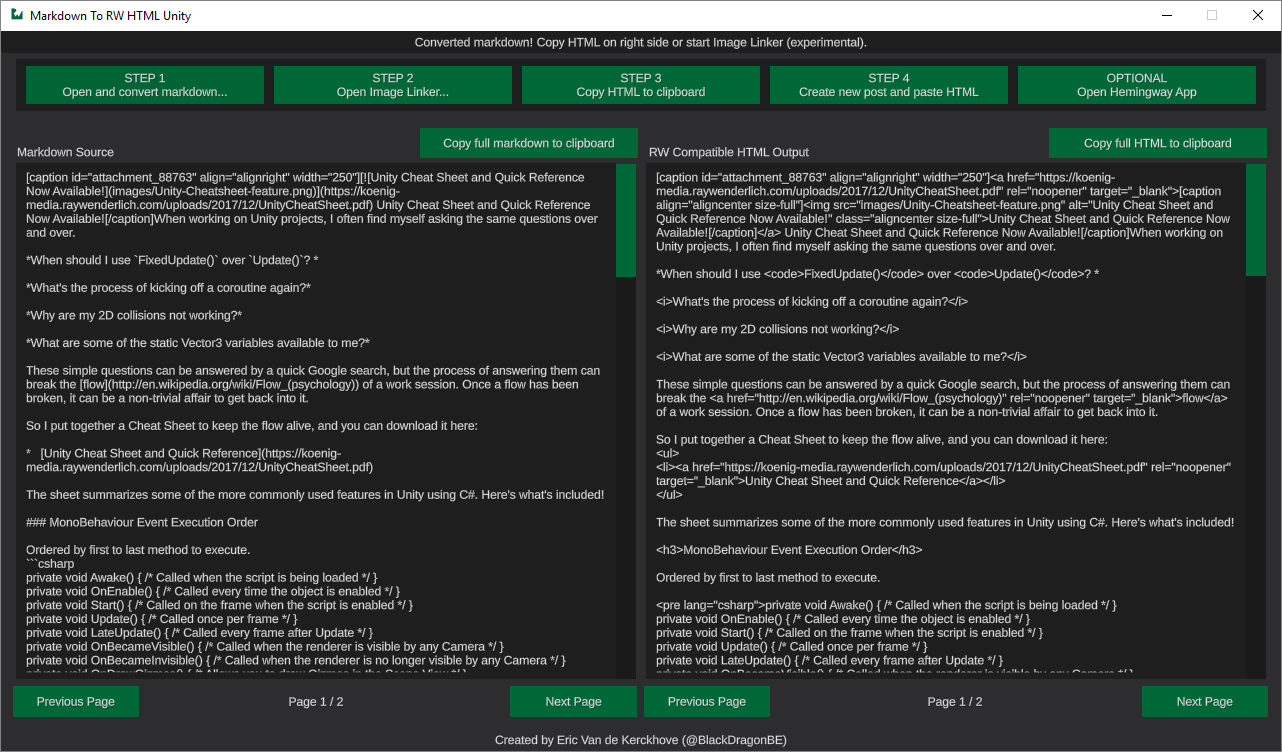 Markdown To RW HTML Unity
Converted markdown! Copy HTML on right side or start Image Linker (experimental).
STEP 1
Open and convert markdown...
STEP 2
Open Image Linker...
STEP 3
Copy HTML to clipboard
STEP 4
Create new post and paste HTML
OPTIONAL
Open Hemingway App
Markdown Source
Copy full markdown to clipboard
[caption id="attachment_88763" align="alignright" width="250"][![Unity Cheat Sheet and Quick Reference
Now Available!](images/Unity-Cheatsheet-feature.png)](https://koenig-
media.raywenderlich.com/uploads/2017/12/UnityCheatSheet.pdf) Unity Cheat Sheet and Quick Reference
Now Available![/caption]When working on Unity projects, I often find myself asking the same questions over
and over.
*When should I use `FixedUpdate()` over `Update()`? *
*What's the process of kicking off a coroutine again?*
*Why are my 2D collisions not working?*
*What are some of the static Vector3 variables available to me?*
These simple questions can be answered by a quick Google search, but the process of answering them can
break the [flow](http://en.wikipedia.org/wiki/Flow_(psychology)) of a work session. Once a flow has been
broken, it can be a non-trivial affair to get back into it.
So I put together a Cheat Sheet to keep the flow alive, and you can download it here:
*   [Unity Cheat Sheet and Quick Reference](https://koenig-
media.raywenderlich.com/uploads/2017/12/UnityCheatSheet.pdf)
The sheet summarizes some of the more commonly used features in Unity using C#. Here's what's included!
### MonoBehaviour Event Execution Order
Ordered by first to last method to execute.
```csharp
private void Awake() { /* Called when the script is being loaded */ }
private void OnEnable() { /* Called every time the object is enabled */ }
private void Start() { /* Called on the frame when the script is enabled */ }
private void Update() { /* Called once per frame */ }
private void LateUpdate() { /* Called every frame after Update */ }
private void OnBecameVisible() { /* Called when the renderer is visible by any Camera */ }
private void OnBecameInvisible() { /* Called when the renderer is no longer visible by any Camera */ }
private void OnDrawGizmos() { /* Allows you to draw Gizmos in the Scene View */ }
Previous Page
Page 1 / 2
Next Page
RW Compatible HTML Output
Copy full HTML to clipboard
[caption id="attachment_88763" align="alignright" width="250"]<a href="https://koenig-
media.raywenderlich.com/uploads/2017/12/UnityCheatSheet.pdf" rel="noopener" target="_blank">[caption
align="aligncenter size-full"]<img src="images/Unity-Cheatsheet-feature.png" alt="Unity Cheat Sheet and
Quick Reference Now Available!" class="aligncenter size-full">Unity Cheat Sheet and Quick Reference Now
Available![/caption]</a> Unity Cheat Sheet and Quick Reference Now Available![/caption]When working on
Unity projects, I often find myself asking the same questions over and over.
*When should I use <code>FixedUpdate()</code> over <code>Update()</code>? *
<i>What's the process of kicking off a coroutine again?</i>
<i>Why are my 2D collisions not working?</i>
<i>What are some of the static Vector3 variables available to me?</i>
These simple questions can be answered by a quick Google search, but the process of answering them can
break the <a href="http://en.wikipedia.org/wiki/Flow_(psychology)" rel="noopener" target="_blank">flow</a>
of a work session. Once a flow has been broken, it can be a non-trivial affair to get back into it.
So I put together a Cheat Sheet to keep the flow alive, and you can download it here:
<ul>
<li><a href="https://koenig-media.raywenderlich.com/uploads/2017/12/UnityCheatSheet.pdf" rel="noopener"
target="_blank">Unity Cheat Sheet and Quick Reference</a></li>
</ul>
The sheet summarizes some of the more commonly used features in Unity using C#. Here's what's included!
<h3>MonoBehaviour Event Execution Order</h3>
Ordered by first to last method to execute.
<pre lang="csharp">private void Awake() { /* Called when the script is being loaded */ }
private void OnEnable() { /* Called every time the object is enabled */ }
private void Start() { /* Called on the frame when the script is enabled */ }
private void Update() { /* Called once per frame */ }
private void LateUpdate() { /* Called every frame after Update */ }
private void OnBecameVisible() { /* Called when the renderer is visible by any Camera */ }
Previous Page
Page 1 / 2
Next Page
Created by Eric Van de Kerckhove (@BlackDragonBE)